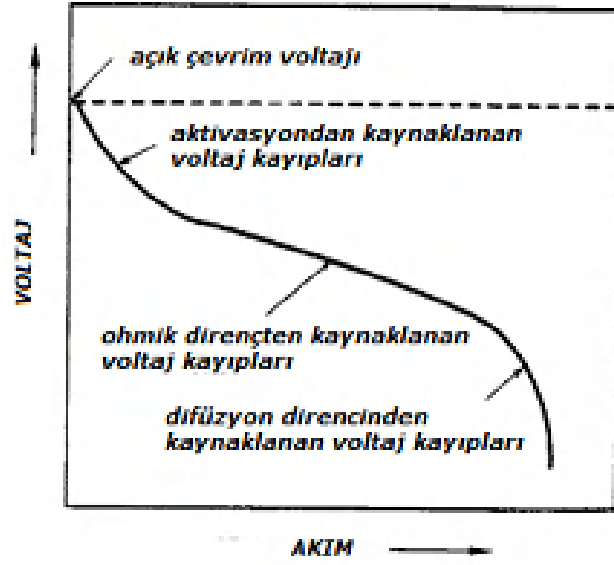 açık çevrim voltajı
aktivasyondan kaynaklanan
voltaj kayıpları
VOLTAJ
ohmik dirençten kaynaklanan
voltaj kayıpları
difüzyon direncinden
kaynaklanan voltaj kayıpları
AKIM